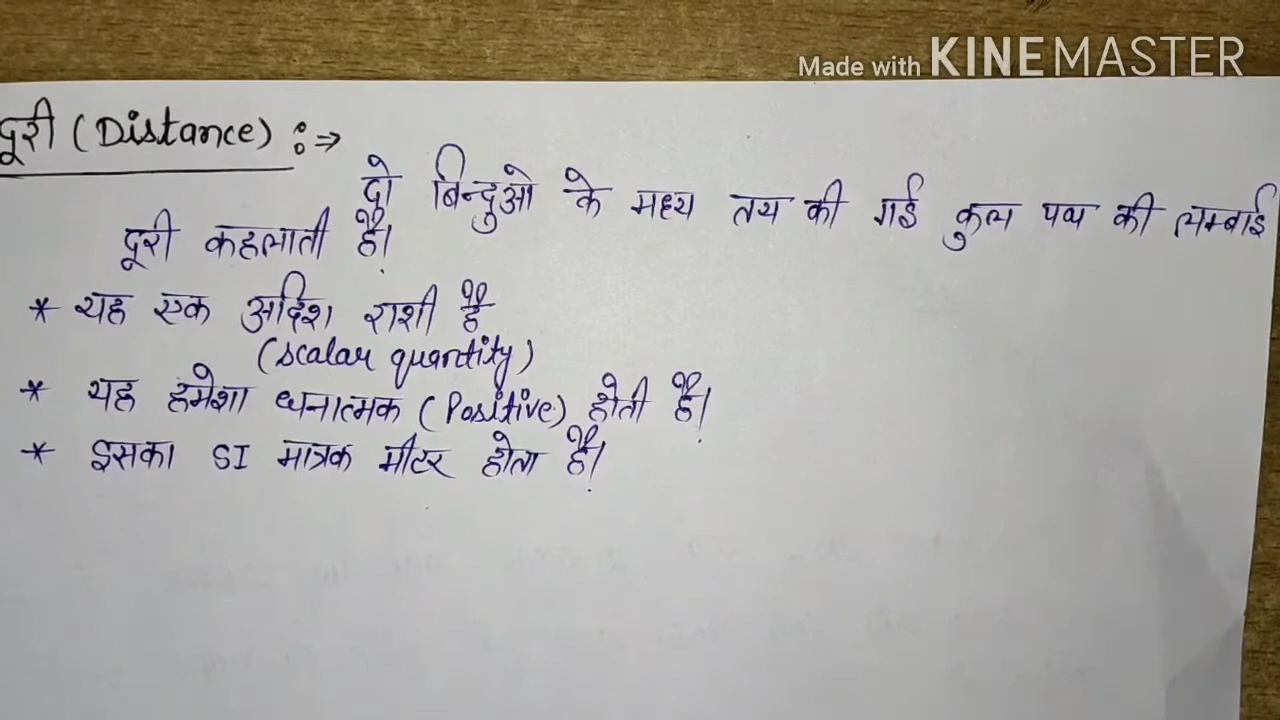 Made with KINEMASTER
दूरी (Distance) :⇒
दो बिन्दुओ के मध्य तय की गई कुल पथ की लम्बाई
दूरी कहलाती है।
* यह एक अदिश राशी है
(scalar quantity)
* यह हमेशा धनात्मक (Positive) होती है।
* इसका SI मात्रक मीटर होता है।